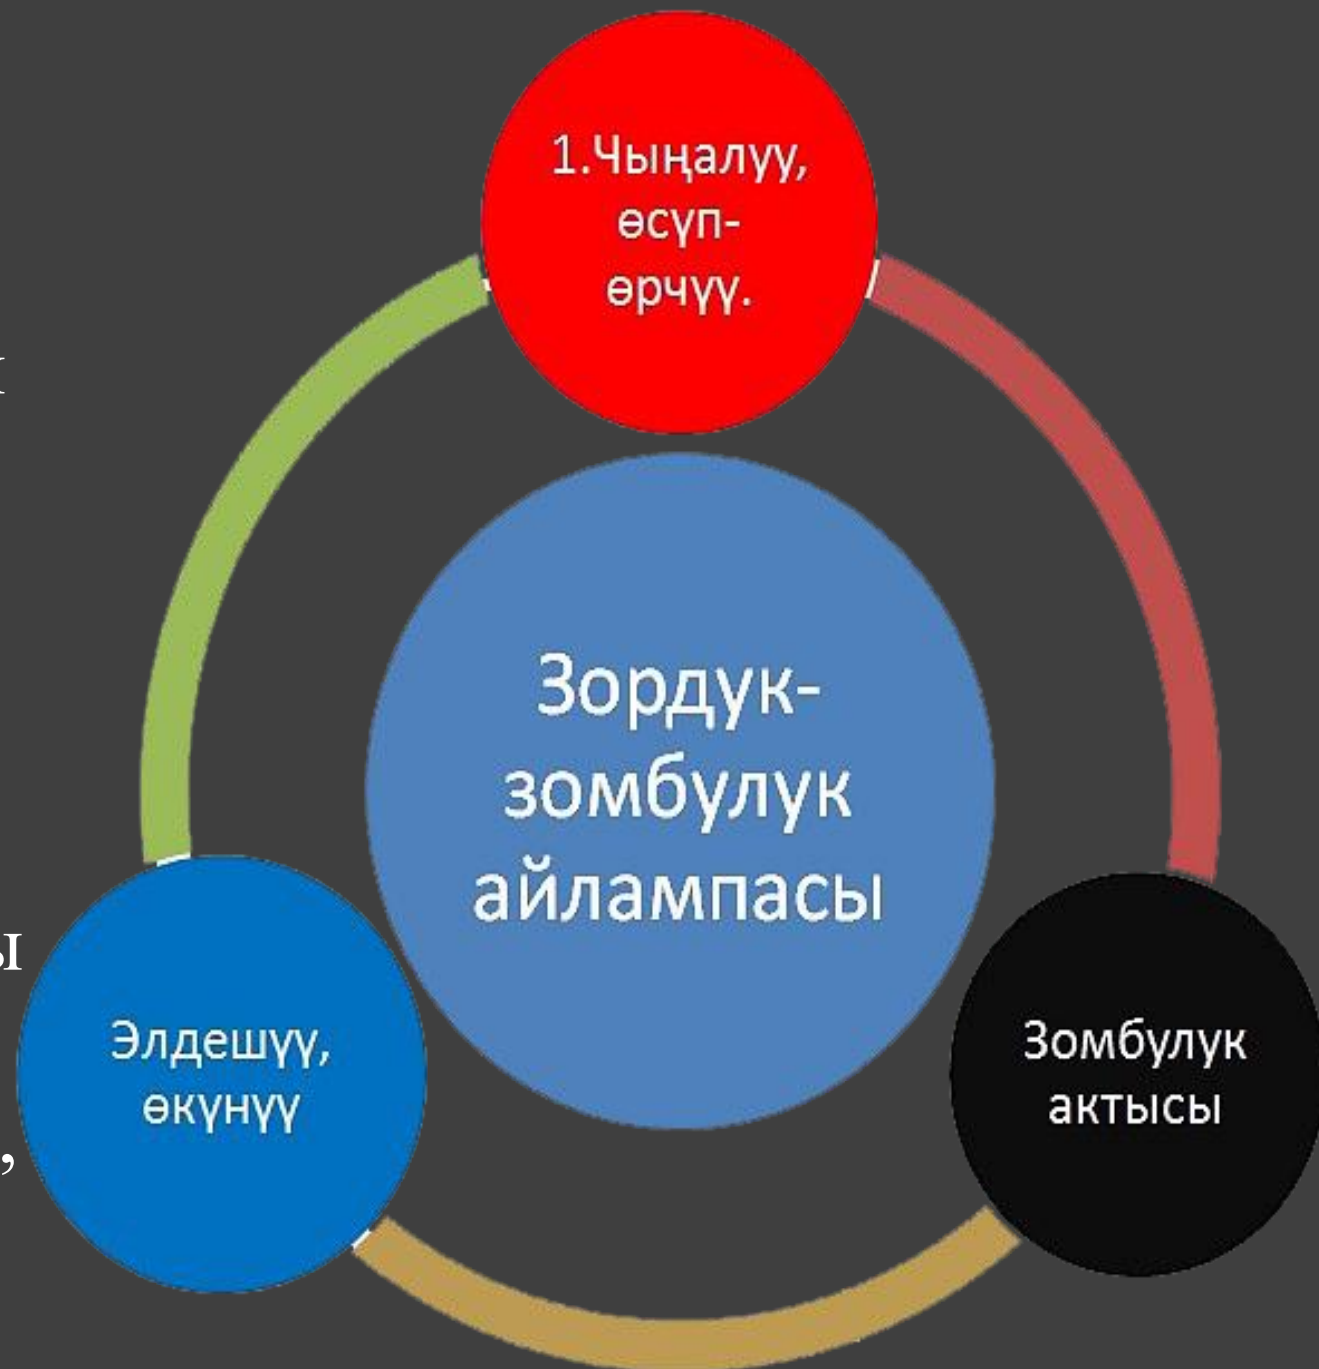 1.Чыңалуу,
өсүп-
өрчүү.
Зордук-
зомбулук
айлампасы
Элдешүү,
өкүнүү
Зомбулук
актысы